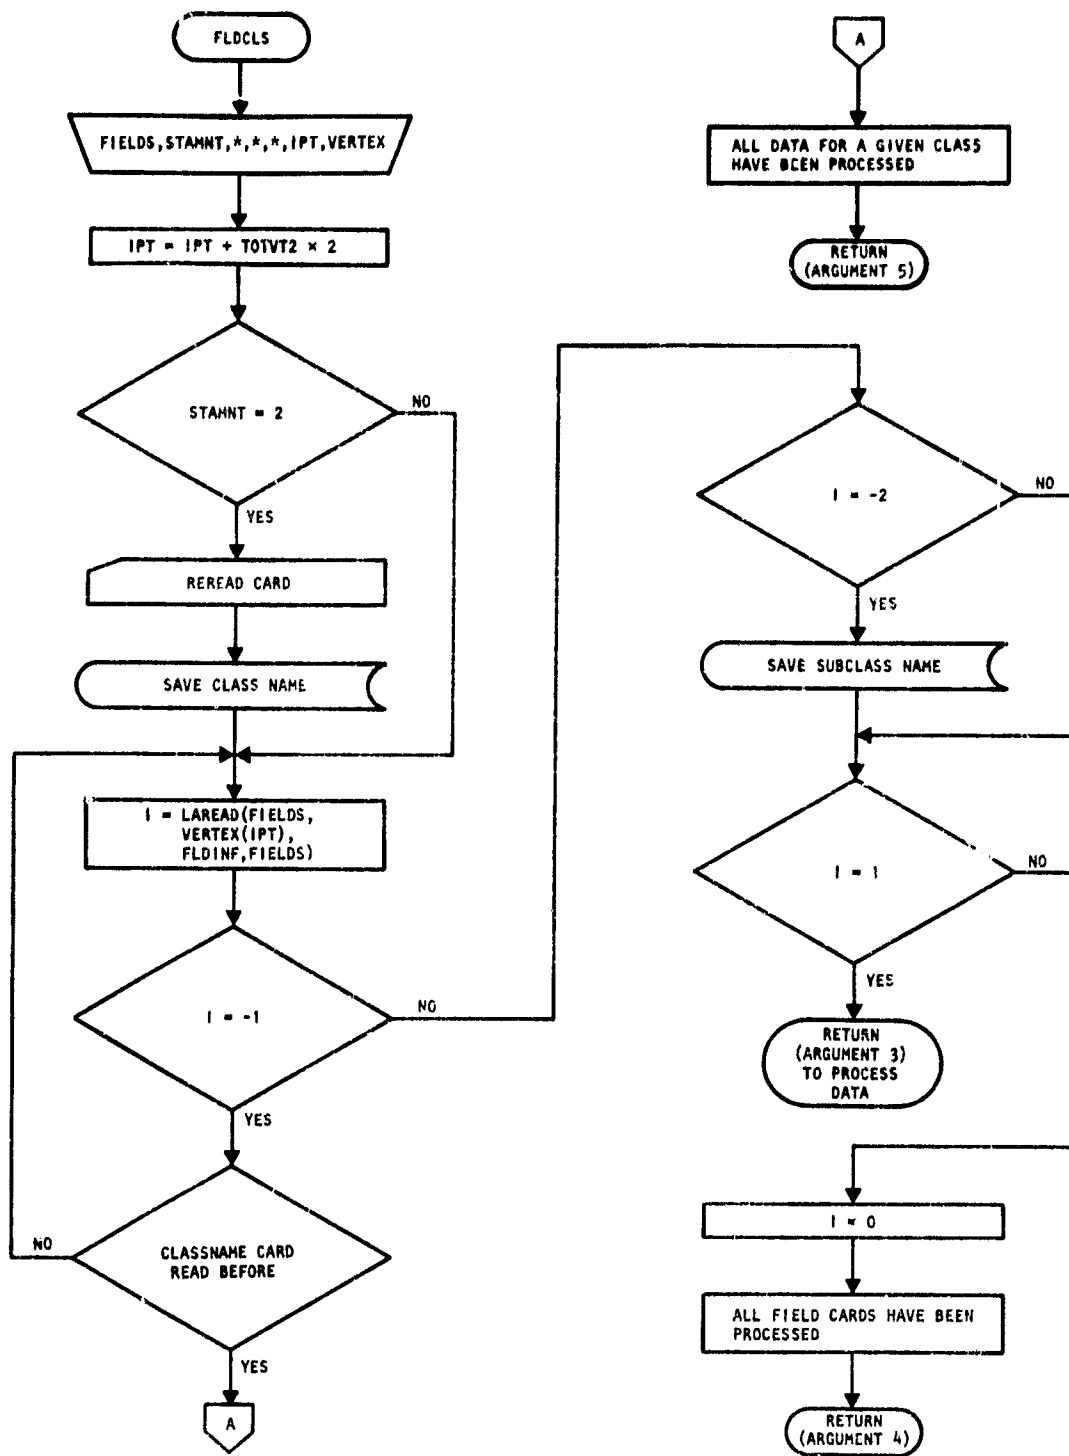 FLDCLS
FIELDS,STAMNT,*,*,*,IPT,VERTEX
IPT = IPT + TOTVT2 × 2
STAMNT = 2
NO
YES
REREAD CARD
SAVE CLASS NAME
I = LAREAD(FIELDS,
VERTEX(IPT),
FLDINF,FIELDS)
I = -1
NO
YES
CLASSNAME CARD
READ BEFORE
NO
YES
A
A
ALL DATA FOR A GIVEN CLASS
HAVE BEEN PROCESSED
RETURN
(ARGUMENT 5)
I = -2
NO
YES
SAVE SUBCLASS NAME
I = 1
NO
YES
RETURN
(ARGUMENT 3)
TO PROCESS
DATA
I = 0
ALL FIELD CARDS HAVE BEEN
PROCESSED
RETURN
(ARGUMENT 4)